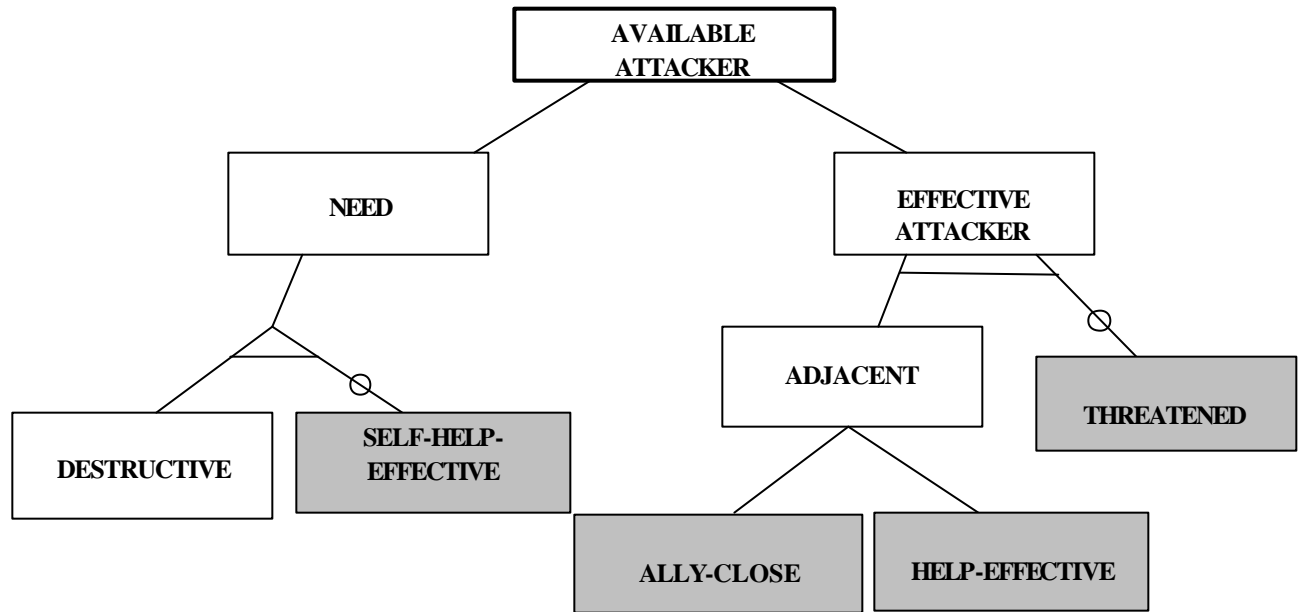 AVAILABLE
ATTACKER
NEED
EFFECTIVE
ATTACKER
ADJACENT
THREATENED
DESTRUCTIVE
SELF-HELP-
EFFECTIVE
ALLY-CLOSE
HELP-EFFECTIVE